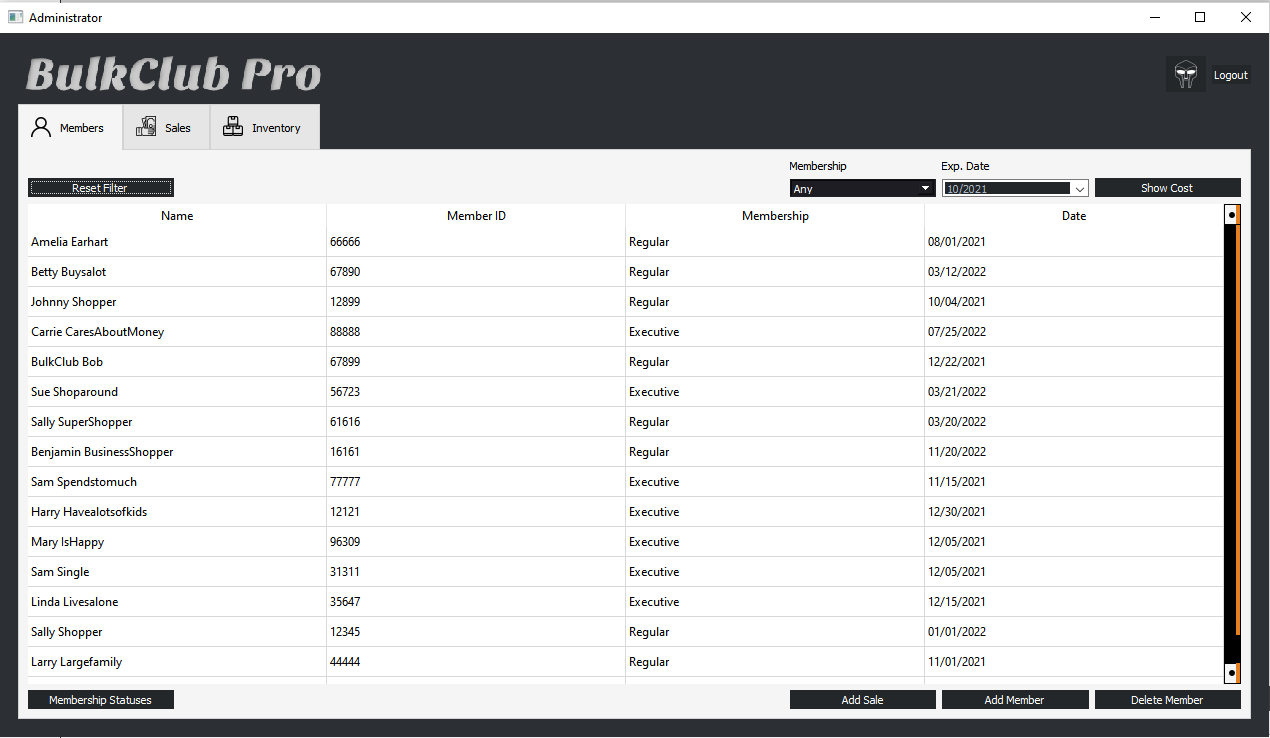 Administrator
BulkClub Pro
Logout
Members Sales Inventory
Membership Exp. Date
Reset Filter Any 10/2021 Show Cost
Name Member ID Membership Date
Amelia Earhart 66666 Regular 08/01/2021
Betty Buysalot 67890 Regular 03/12/2022
Johnny Shopper 12899 Regular 10/04/2021
Carrie CaresAboutMoney 88888 Executive 07/25/2022
BulkClub Bob 67899 Regular 12/22/2021
Sue Shoparound 56723 Executive 03/21/2022
Sally SuperShopper 61616 Regular 03/20/2022
Benjamin BusinessShopper 16161 Regular 11/20/2022
Sam Spendstomuch 77777 Executive 11/15/2021
Harry Havealotsofkids 12121 Executive 12/30/2021
Mary IsHappy 96309 Executive 12/05/2021
Sam Single 31311 Executive 12/05/2021
Linda Livesalone 35647 Executive 12/15/2021
Sally Shopper 12345 Regular 01/01/2022
Larry Largefamily 44444 Regular 11/01/2021
Membership Statuses Add Sale Add Member Delete Member